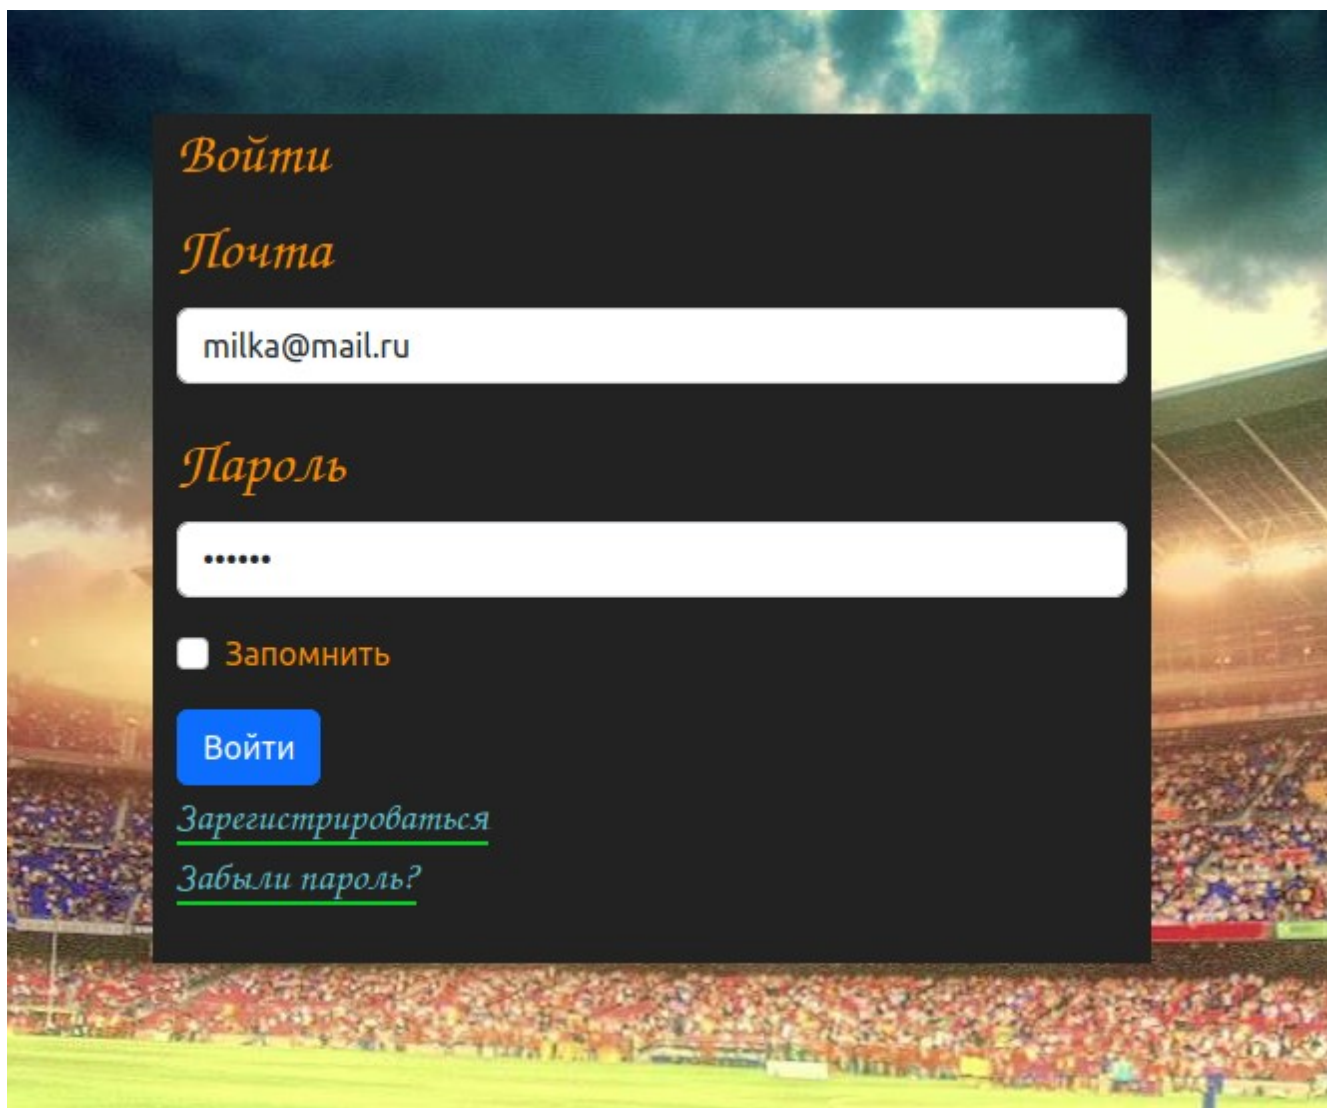 Войти
Почта
milka@mail.ru
Пароль
••••••
Запомнить
Войти
Зарегистрироваться
Забыли пароль?